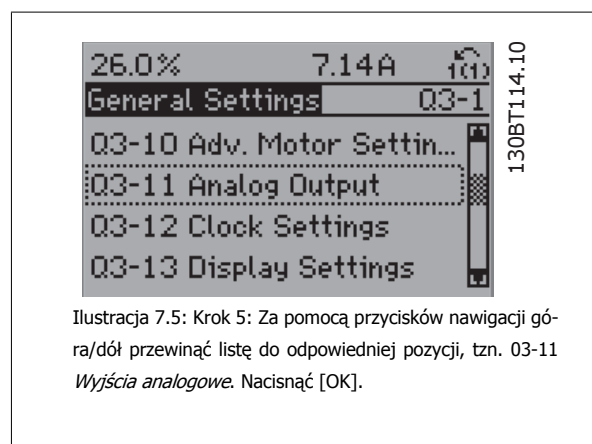 26.0% 7.14A 1(1)
General Settings Q3-1
Q3-10 Adv. Motor Settin...
Q3-11 Analog Output
Q3-12 Clock Settings
Q3-13 Display Settings
130BT114.10
Ilustracja 7.5: Krok 5: Za pomocą przycisków nawigacji gó-
ra/dół przewinąć listę do odpowiedniej pozycji, tzn. 03-11
Wyjścia analogowe. Nacisnąć [OK].